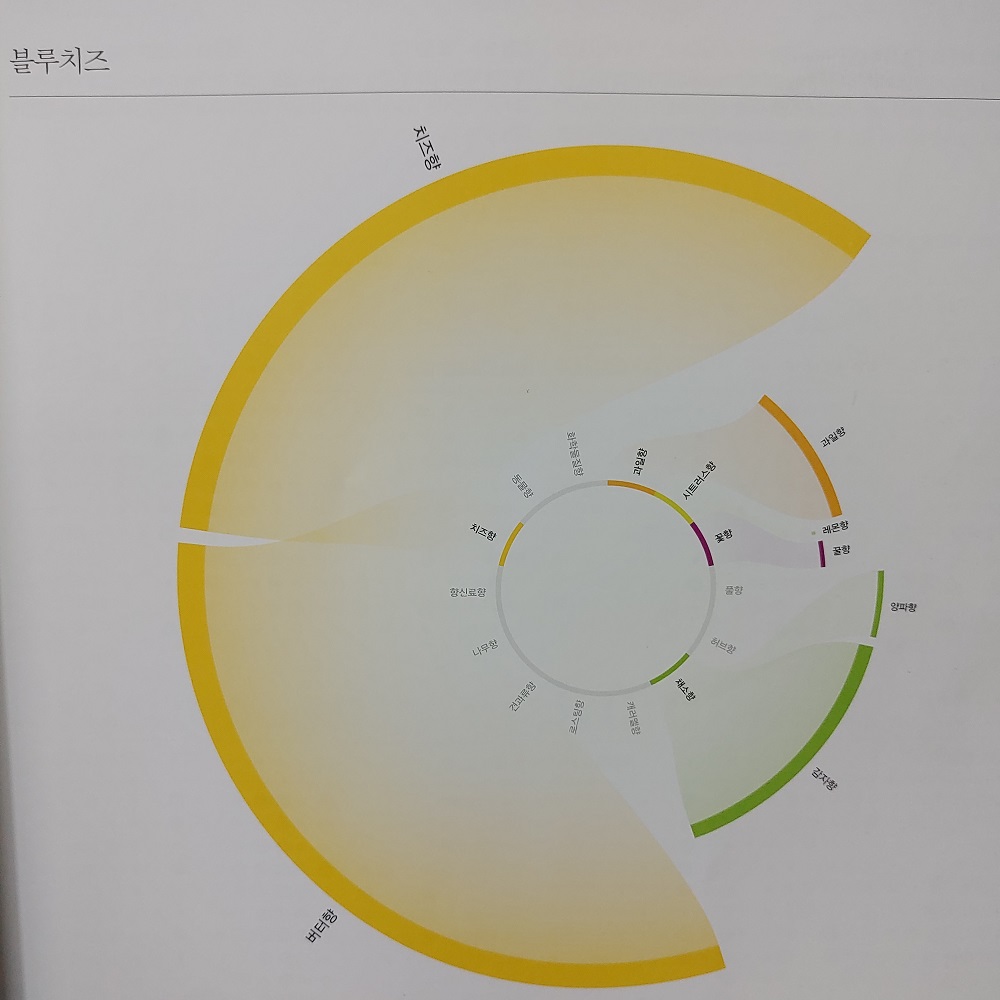 블루치즈
치즈향
과일향
레몬향
꿀향
양파향
감자향
버터향
과일향
시트러스향
꽃향
풀향
허브향
채소향
캐러멜향
로스팅향
견과류향
나무향
향신료향
치즈향
동물향
화학물질향